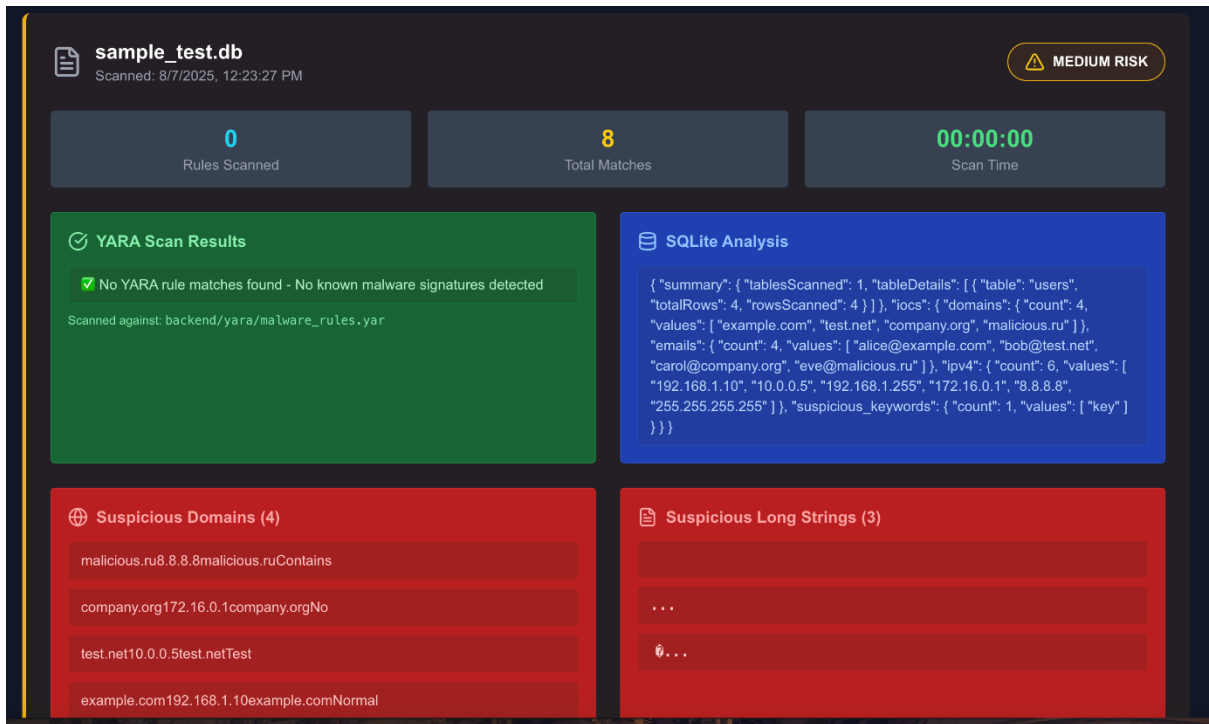 sample_test.db
Scanned: 8/7/2025, 12:23:27 PM
MEDIUM RISK
0
Rules Scanned
8
Total Matches
00:00:00
Scan Time
YARA Scan Results
✅ No YARA rule matches found - No known malware signatures detected
Scanned against: backend/yara/malware_rules.yar
SQLite Analysis
{ "summary": { "tablesScanned": 1, "tableDetails": [ { "table": "users",
"totalRows": 4, "rowsScanned": 4 } ] }, "iocs": { "domains": { "count": 4,
"values": [ "example.com", "test.net", "company.org", "malicious.ru" ] },
"emails": { "count": 4, "values": [ "alice@example.com", "bob@test.net",
"carol@company.org", "eve@malicious.ru" ] }, "ipv4": { "count": 6, "values": [
"192.168.1.10", "10.0.0.5", "192.168.1.255", "172.16.0.1", "8.8.8.8",
"255.255.255.255" ] }, "suspicious_keywords": { "count": 1, "values": [ "key" ]
} } }
Suspicious Domains (4)
malicious.ru8.8.8.8malicious.ruContains
company.org172.16.0.1company.orgNo
test.net10.0.0.5test.netTest
example.com192.168.1.10example.comNormal
Suspicious Long Strings (3)
...
�...